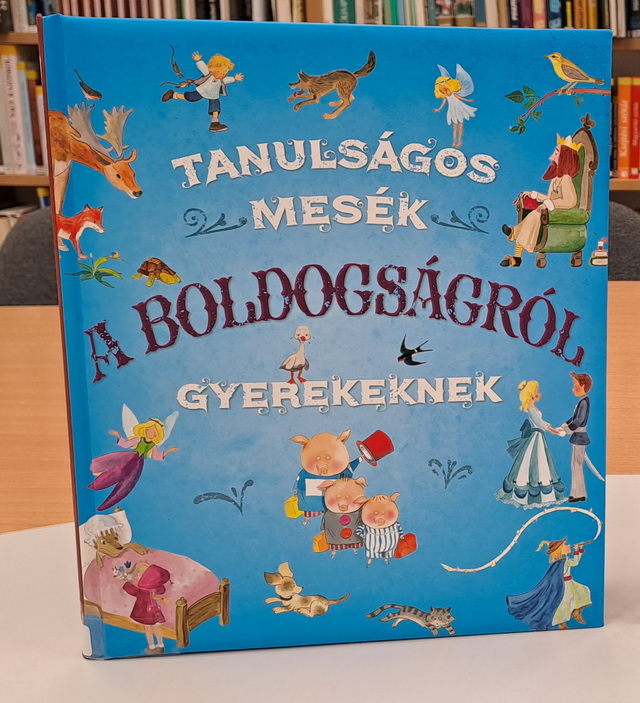 TANULSÁGOS
MESÉK
A BOLDOGSÁGRÓL
GYEREKEKNEK